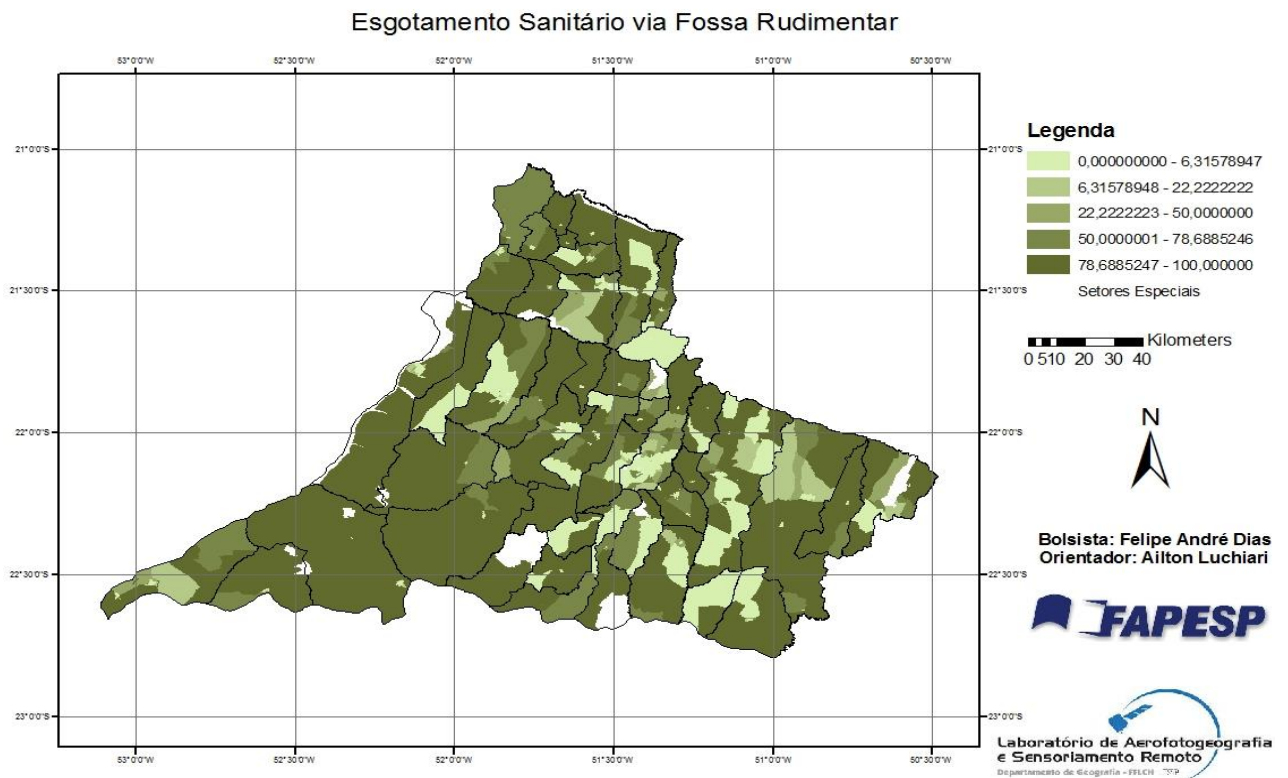 Esgotamento Sanitário via Fossa Rudimentar
53°0'0"W 52°30'0"W 52°0'0"W 51°30'0"W 51°0'0"W 50°30'0"W
21°0'0"S 21°0'0"S
21°30'0"S 21°30'0"S
22°0'0"S 22°0'0"S
22°30'0"S 22°30'0"S
23°0'0"S 23°0'0"S
53°0'0"W 52°30'0"W 52°0'0"W 51°30'0"W 51°0'0"W 50°30'0"W
Legenda
0,000000000 - 6,31578947
6,31578948 - 22,2222222
22,2222223 - 50,0000000
50,0000001 - 78,6885246
78,6885247 - 100,000000
Setores Especiais
Kilometers
0 5 10 20 30 40
N
Bolsista: Felipe André Dias
Orientador: Ailton Luchiari
FAPESP
Laboratório de Aerofotogeografia
e Sensoriamento Remoto
Departamento de Geografia - FFLCH